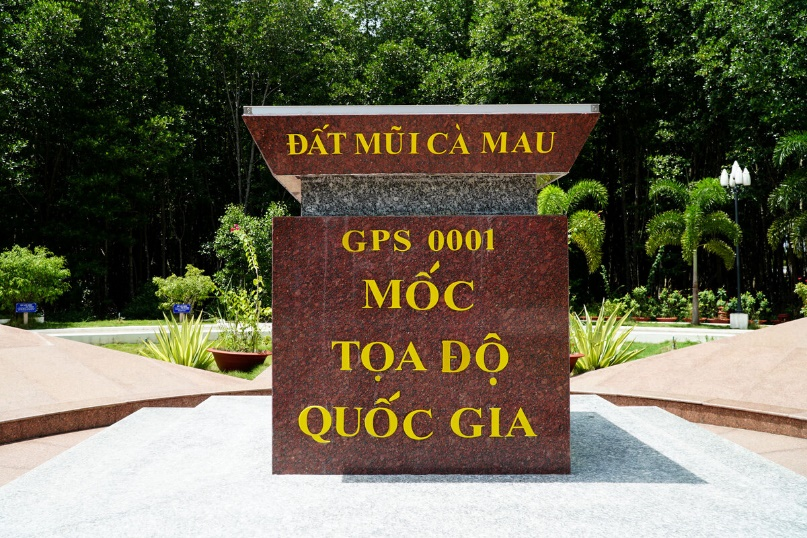 ĐẤT MŨI CÀ MAU
GPS 0001
MỐC
TỌA ĐỘ
QUỐC GIA